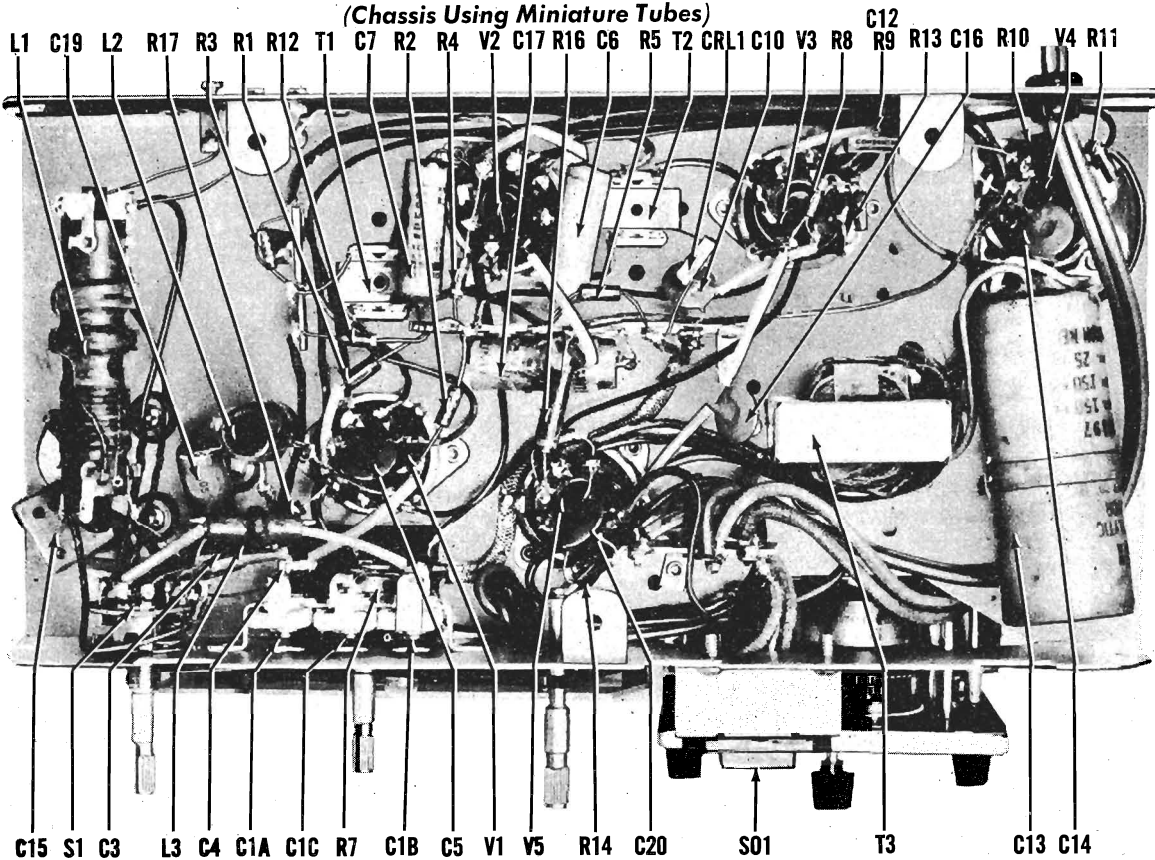 (Chassis Using Miniature Tubes)
C12
L1 C19 L2 R17 R3 R1 R12 T1 C7 R2 R4 V2 C17 R16 C6 R5 T2 CRL1 C10 V3 R8 R9 R13 C16 R10 V4 R11
C15 S1 C3 L3 C4 C1A C1C R7 C1B C5 V1 V5 R14 C20 SO1 T3 C13 C14